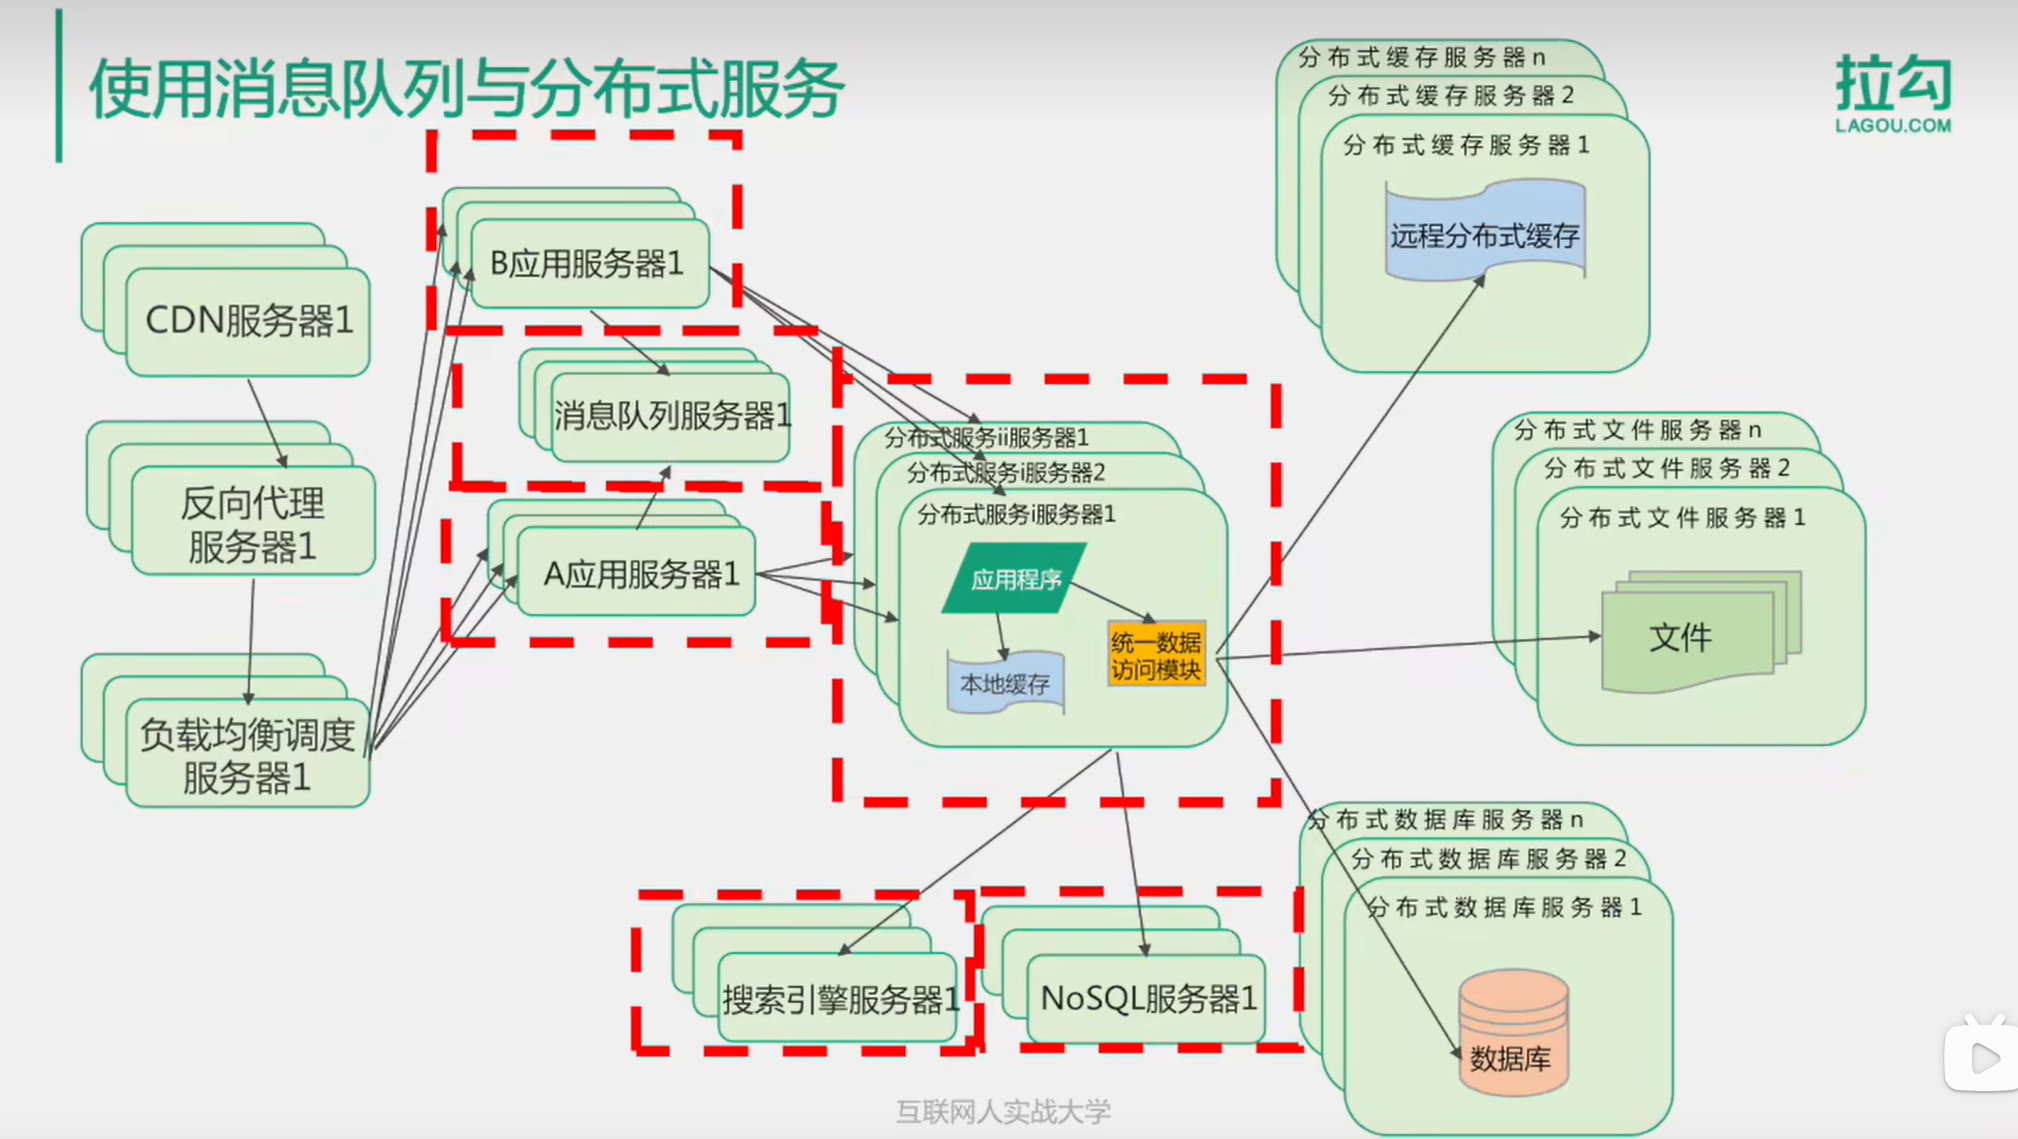 使用消息队列与分布式服务
拉勾
LAGOU.COM
CDN服务器1
反向代理
服务器1
负载均衡调度
服务器1
B应用服务器1
消息队列服务器1
A应用服务器1
分布式服务ii服务器1
分布式服务i服务器2
分布式服务i服务器1
应用程序
统一数据
访问模块
本地缓存
搜索引擎服务器1
NoSQL服务器1
分布式缓存服务器n
分布式缓存服务器2
分布式缓存服务器1
远程分布式缓存
分布式文件服务器n
分布式文件服务器2
分布式文件服务器1
文件
分布式数据库服务器n
分布式数据库服务器2
分布式数据库服务器1
数据库
互联网人实战大学